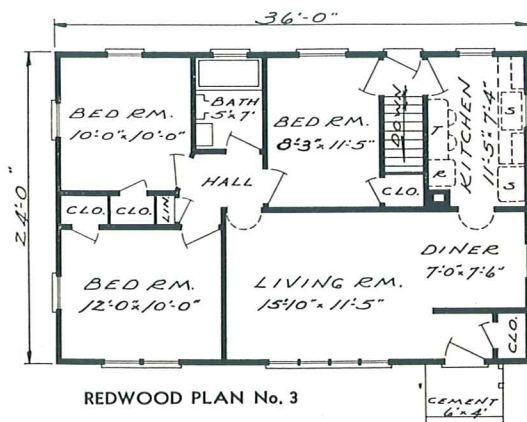 36'-0"
24'-0"
BED RM.
10'-0"x10'-0"
BATH
5'x7'
BED RM.
8'-3"x11'-5"
DOWN
T
R
KITCHEN
11'-5"x7'-4"
S
S
HALL
CLO.
CLO.
LIN.
CLO.
BED RM.
12'-0"x10'-0"
LIVING RM.
15'-10"x11'-5"
DINER
7'-0"x7'-6"
CLO.
CEMENT
6'x4'
REDWOOD PLAN No. 3